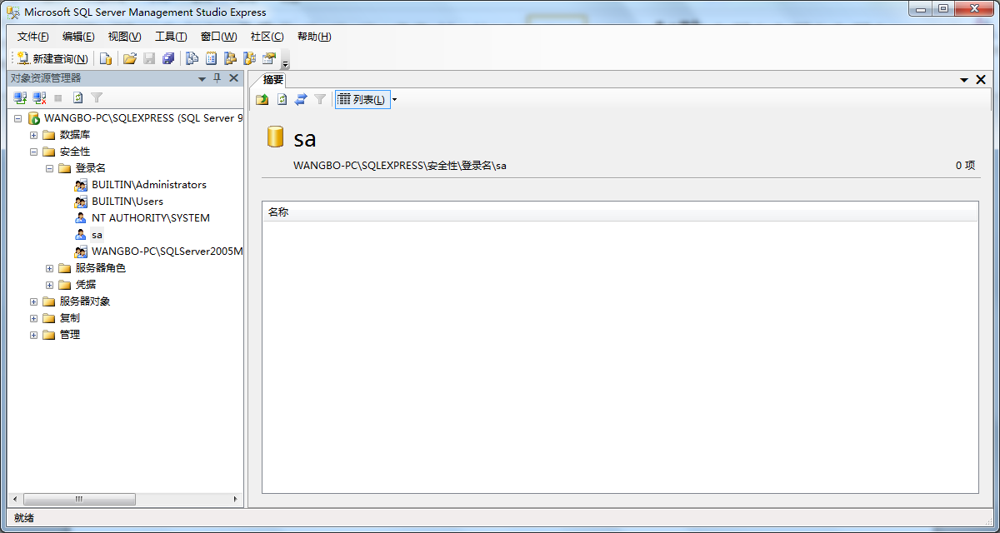 Microsoft SQL Server Management Studio Express
文件(F) 编辑(E) 视图(V) 工具(T) 窗口(W) 社区(C) 帮助(H)
新建查询(N)
对象资源管理器
摘要
列表(L)
WANGBO-PC\SQLEXPRESS (SQL Server 9
数据库
安全性
登录名
BUILTIN\Administrators
BUILTIN\Users
NT AUTHORITY\SYSTEM
sa
WANGBO-PC\SQLServer2005M
服务器角色
凭据
服务器对象
复制
管理
sa
WANGBO-PC\SQLEXPRESS\安全性\登录名\sa
0 项
名称
就绪